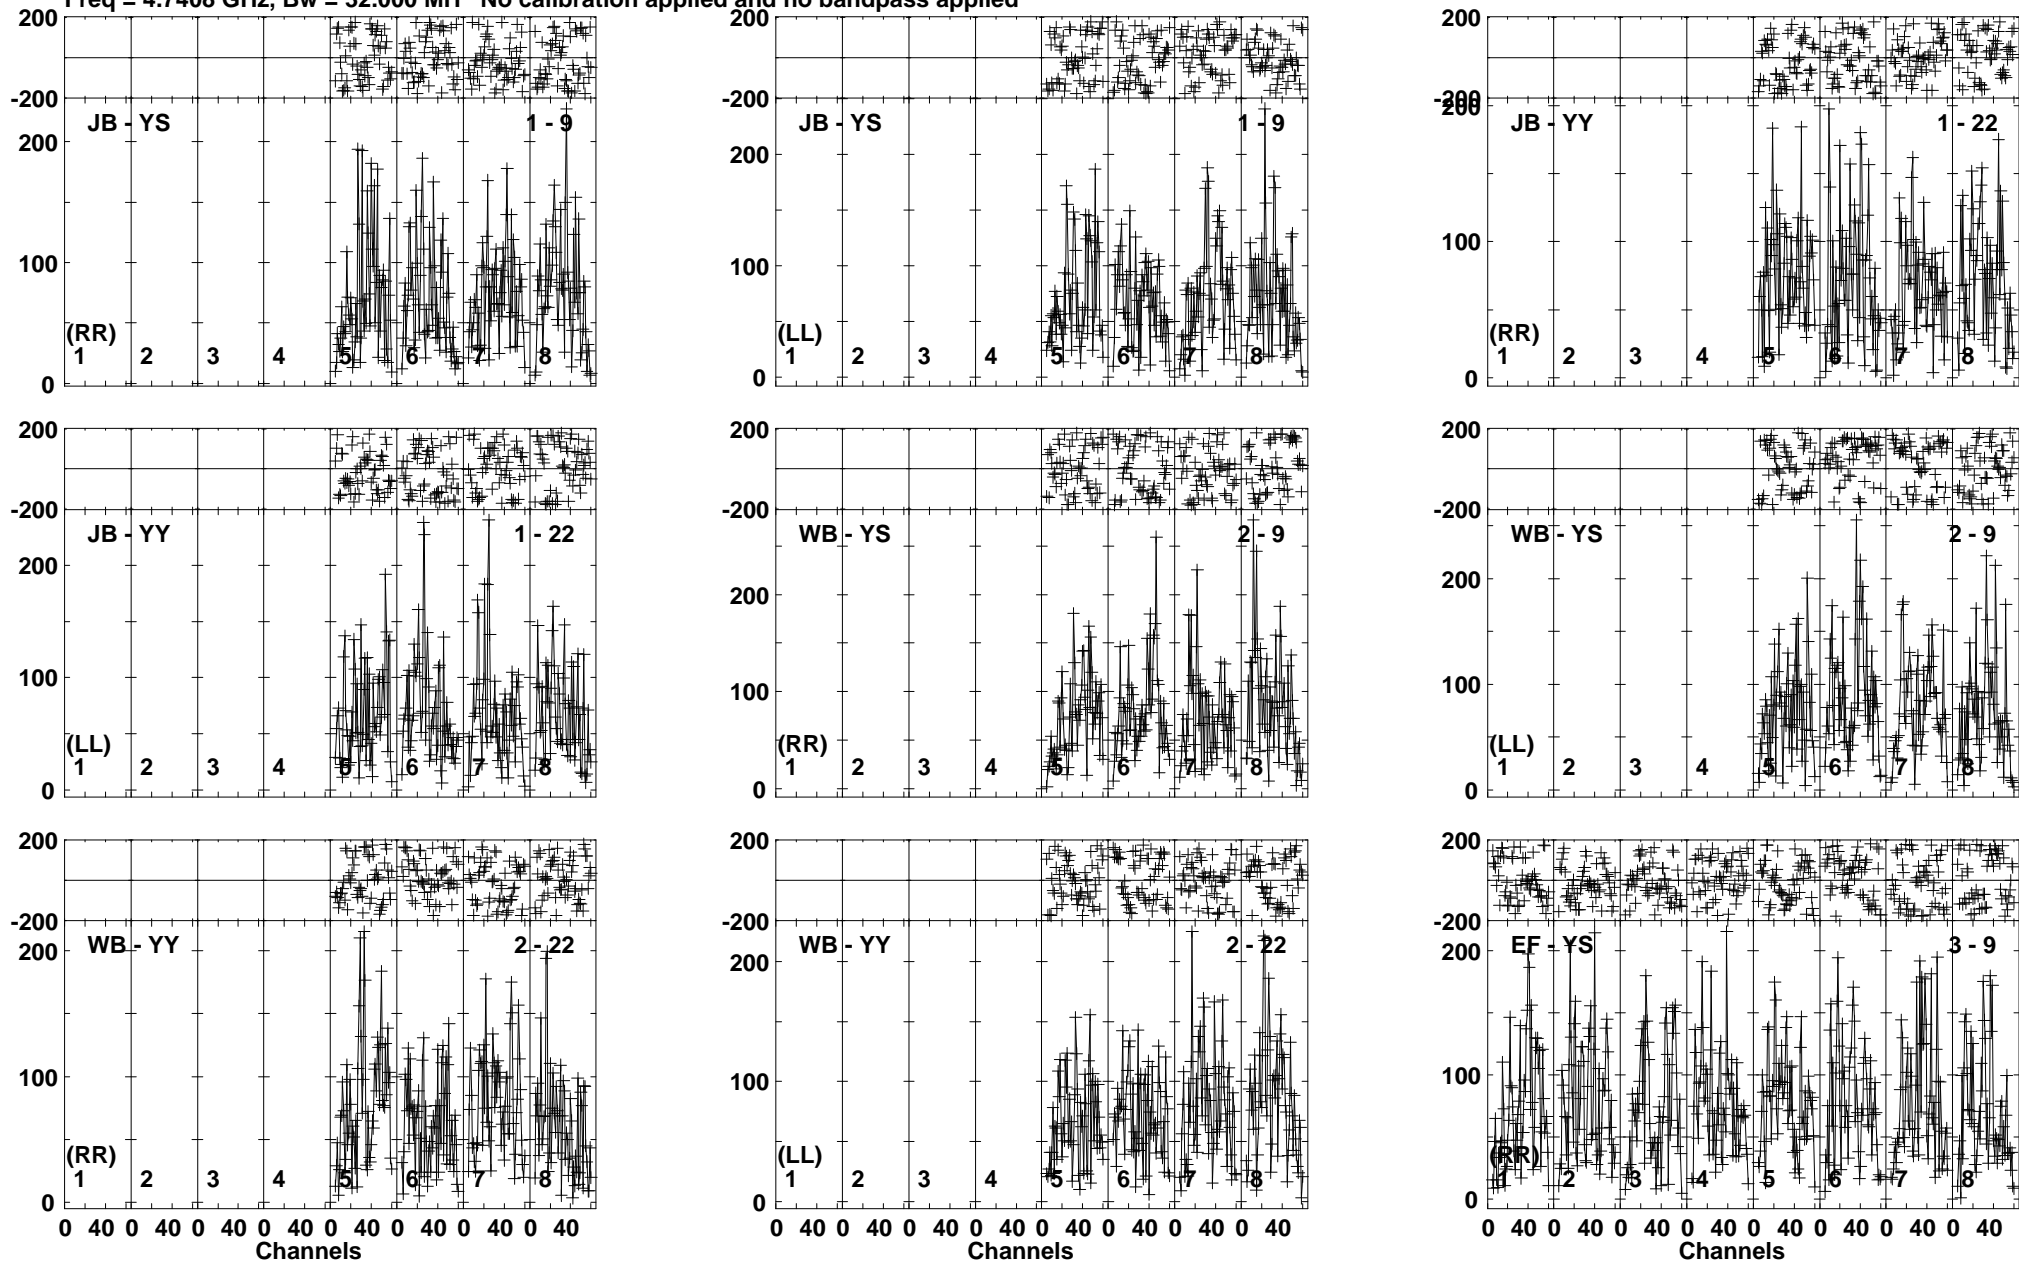 Freq = 4.7408 GHz, Bw = 32.000 MH No calibration applied and no bandpass applied
200 200 200
-200 -200 -200
JB - YS 1 - 9 JB - YS 1 - 9 JB - YY 1 - 22
200 200 200
100 100 100
(RR) (LL) (RR)
1 2 3 4 5 6 7 8 1 2 3 4 5 6 7 8 1 2 3 4 5 6 7 8
0 0 0
200 200 200
-200 -200 -200
JB - YY 1 - 22 WB - YS 2 - 9 WB - YS 2 - 9
200 200 200
100 100 100
(LL) (RR) (LL)
1 2 3 4 5 6 7 8 1 2 3 4 5 6 7 8 1 2 3 4 5 6 7 8
0 0 0
200 200 200
-200 -200 -200
WB - YY 2 - 22 WB - YY 2 - 22 EF - YS 3 - 9
200 200 200
100 100 100
(RR) (LL) (RR)
1 2 3 4 5 6 7 8 1 2 3 4 5 6 7 8 1 2 3 4 5 6 7 8
0 0 0
0 40 0 40 0 40 0 40 0 40 0 40 0 40 0 40 0 40 0 40 0 40 0 40 0 40 0 40 0 40 0 40 0 40 0 40 0 40 0 40 0 40 0 40 0 40 0 40
Channels Channels Channels